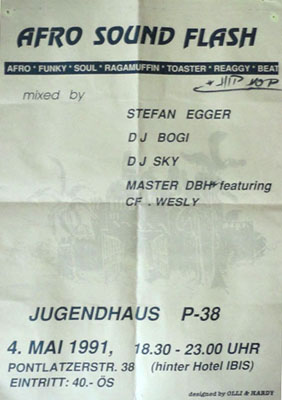 AFRO SOUND FLASH
AFRO * FUNKY * SOUL * RAGAMUFFIN * TOASTER * REAGGY * BEAT
+ HIP HOP
mixed by
STEFAN EGGER
DJ BOGI
DJ SKY
MASTER DBH featuring
CF . WESLY
JUGENDHAUS P-38
4. MAI 1991, 18.30 - 23.00 UHR
PONTLATZERSTR. 38 (hinter Hotel IBIS)
EINTRITT: 40.- ÖS
designed by OLLI & HARDY